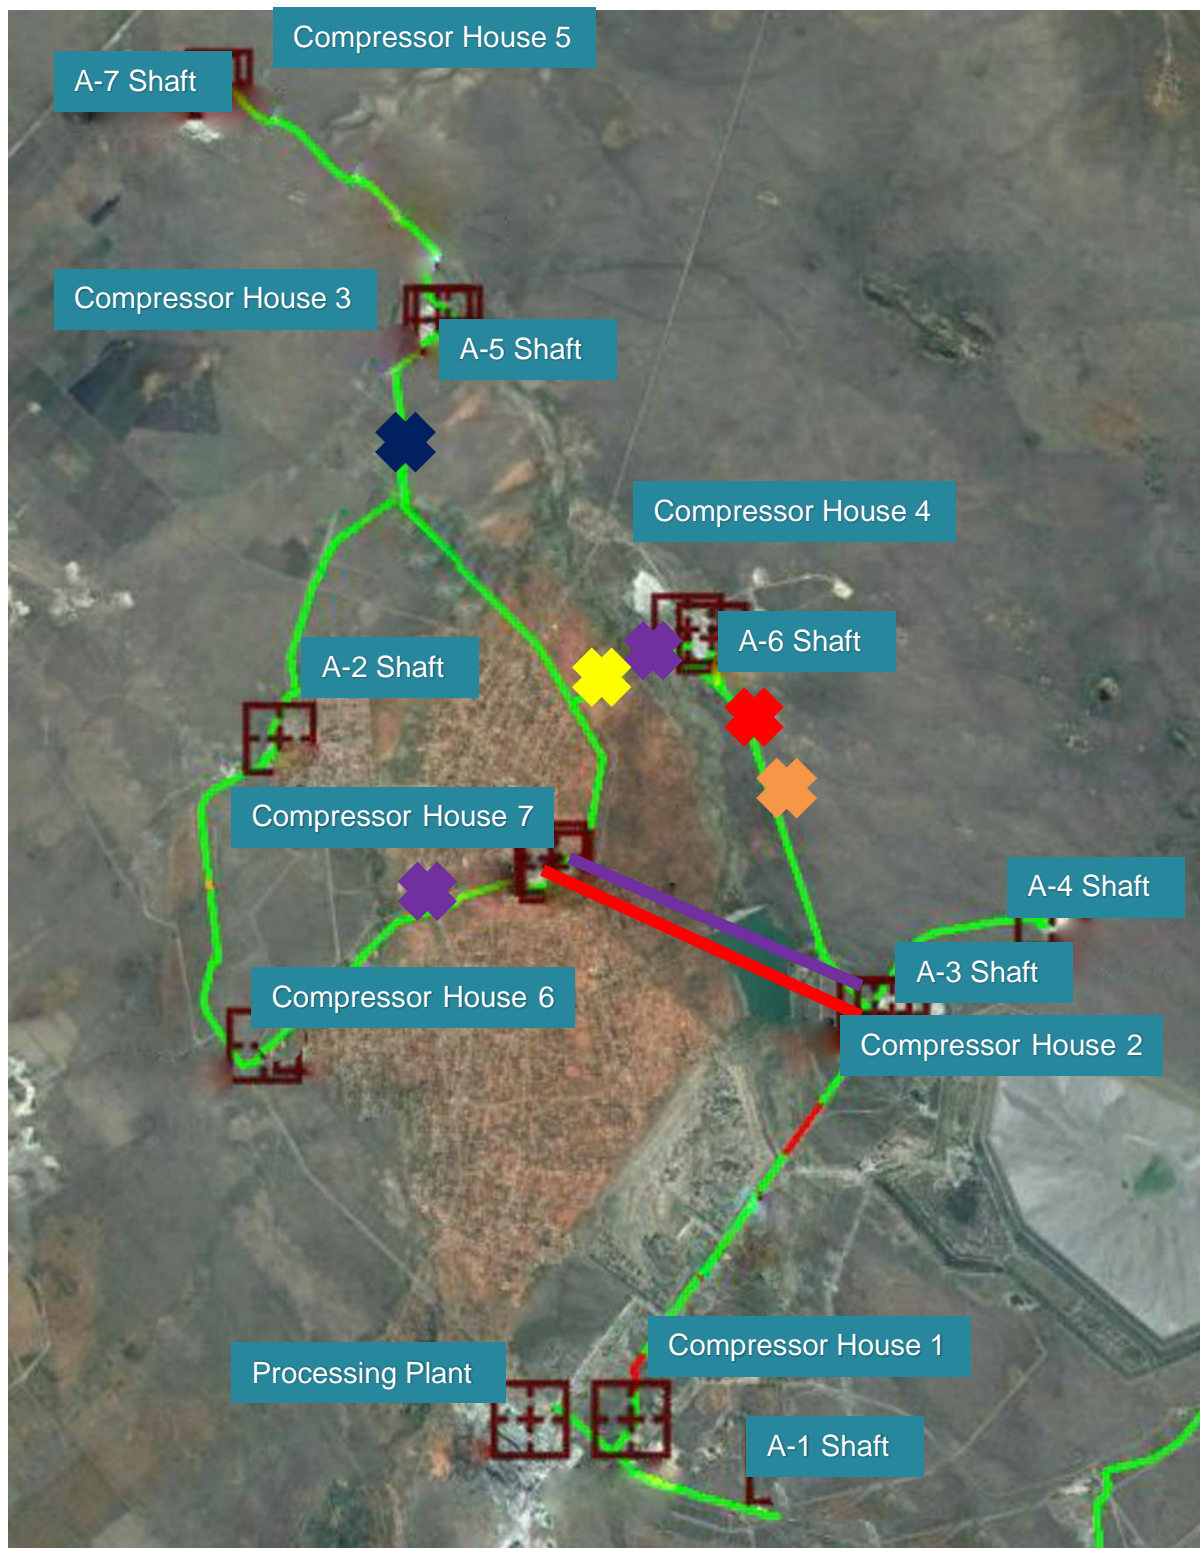 Compressor House 5
A-7 Shaft
Compressor House 3
A-5 Shaft
Compressor House 4
A-6 Shaft
A-2 Shaft
Compressor House 7
A-4 Shaft
A-3 Shaft
Compressor House 6
Compressor House 2
Compressor House 1
Processing Plant
A-1 Shaft